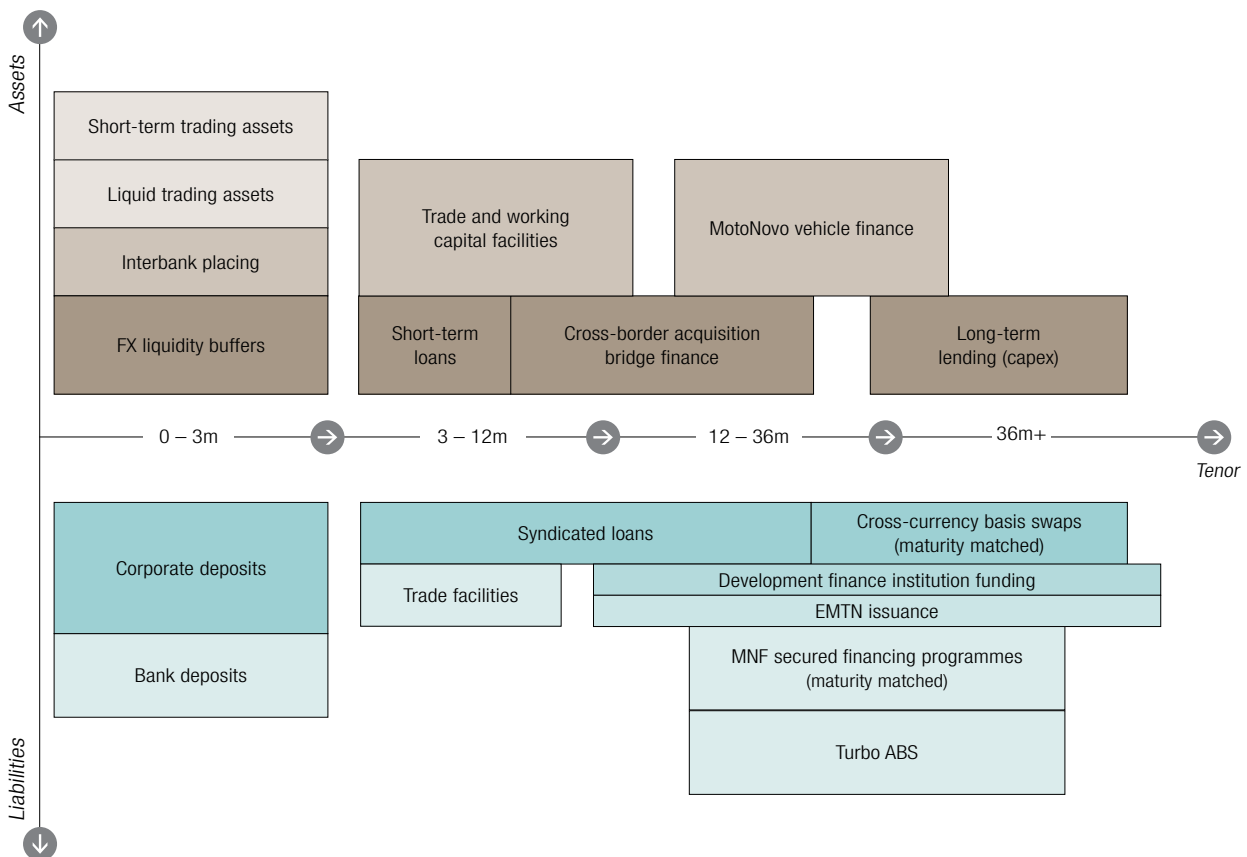 Assets
Short-term trading assets
Liquid trading assets
Interbank placing
FX liquidity buffers
Trade and working
capital facilities
MotoNovo vehicle finance
Short-term
loans
Cross-border acquisition
bridge finance
Long-term
lending (capex)
0 – 3m
3 – 12m
12 – 36m
36m+
Tenor
Corporate deposits
Bank deposits
Syndicated loans
Cross-currency basis swaps
(maturity matched)
Trade facilities
Development finance institution funding
EMTN issuance
MNF secured financing programmes
(maturity matched)
Turbo ABS
Liabilities